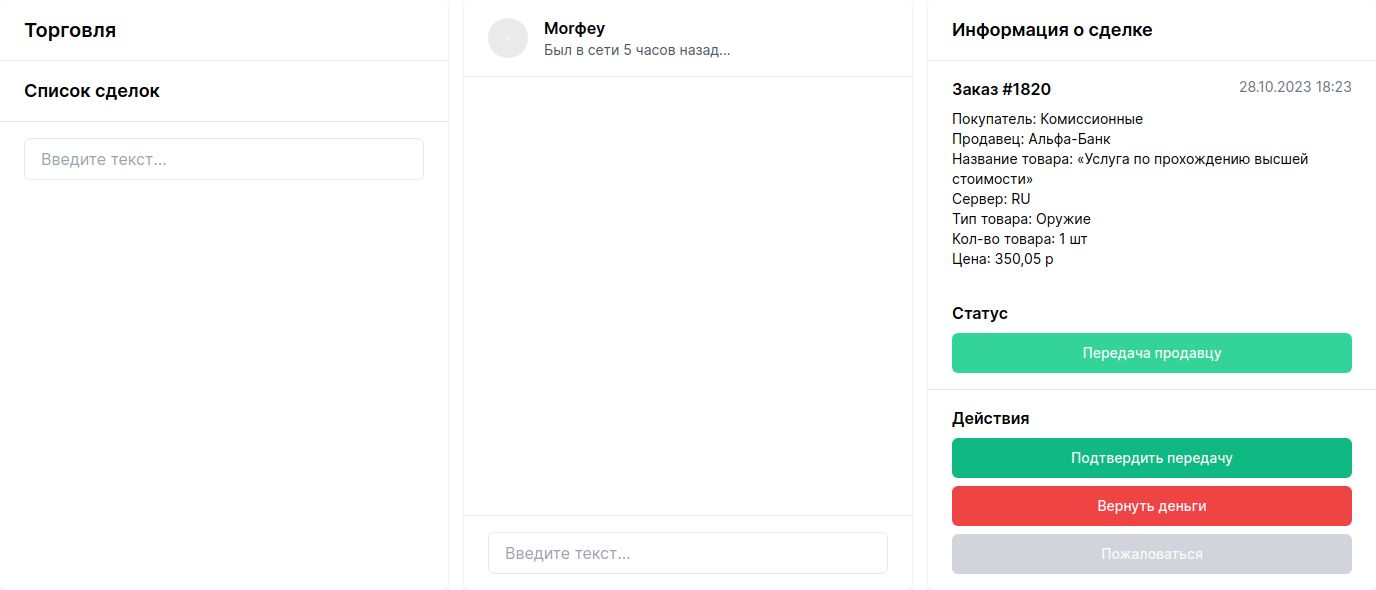 Торговля
Список сделок
Введите текст...
Morфey
Был в сети 5 часов назад...
Введите текст...
Информация о сделке
Заказ #1820
28.10.2023 18:23
Покупатель: Комиссионные
Продавец: Альфа-Банк
Название товара: «Услуга по прохождению высшей
стоимости»
Сервер: RU
Тип товара: Оружие
Кол-во товара: 1 шт
Цена: 350,05 р
Статус
Передача продавцу
Действия
Подтвердить передачу
Вернуть деньги
Пожаловаться